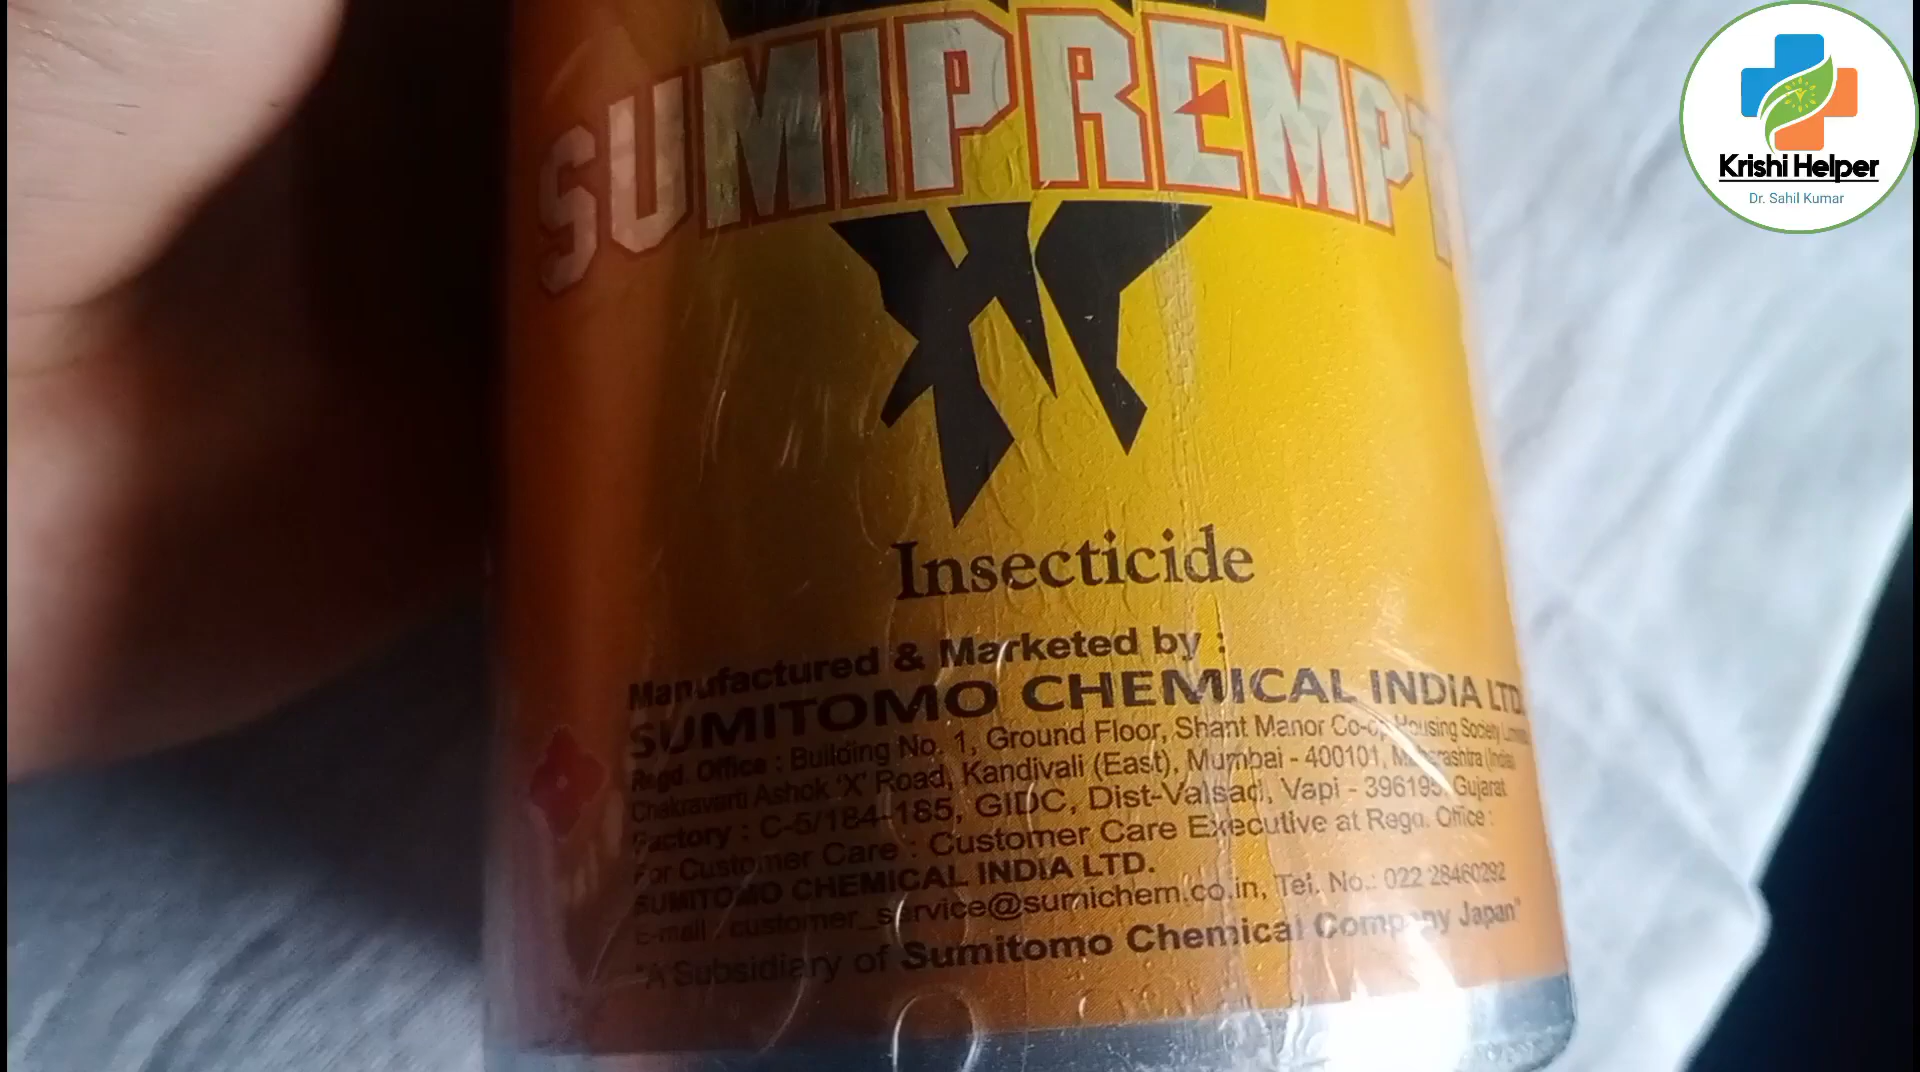 SUMIPREMPT
Insecticide
Manufactured & Marketed by :
SUMITOMO CHEMICAL INDIA LTD.
Regd. Office : Building No. 1, Ground Floor, Shanti Manor Co-op Housing Society
Chakravarti Ashok 'X' Road, Kandivali (East), Mumbai - 400101, Maharashtra (India)
Factory : C-5/184-185, GIDC, Dist-Valsad, Vapi - 396195. Gujarat
For Customer Care : Customer Care Executive at Regd. Office :
SUMITOMO CHEMICAL INDIA LTD.
E-mail : customer_service@sumichem.co.in, Tel. No.: 022 28460292
"A Subsidiary of Sumitomo Chemical Company Japan"
Krishi Helper
Dr. Sahil Kumar